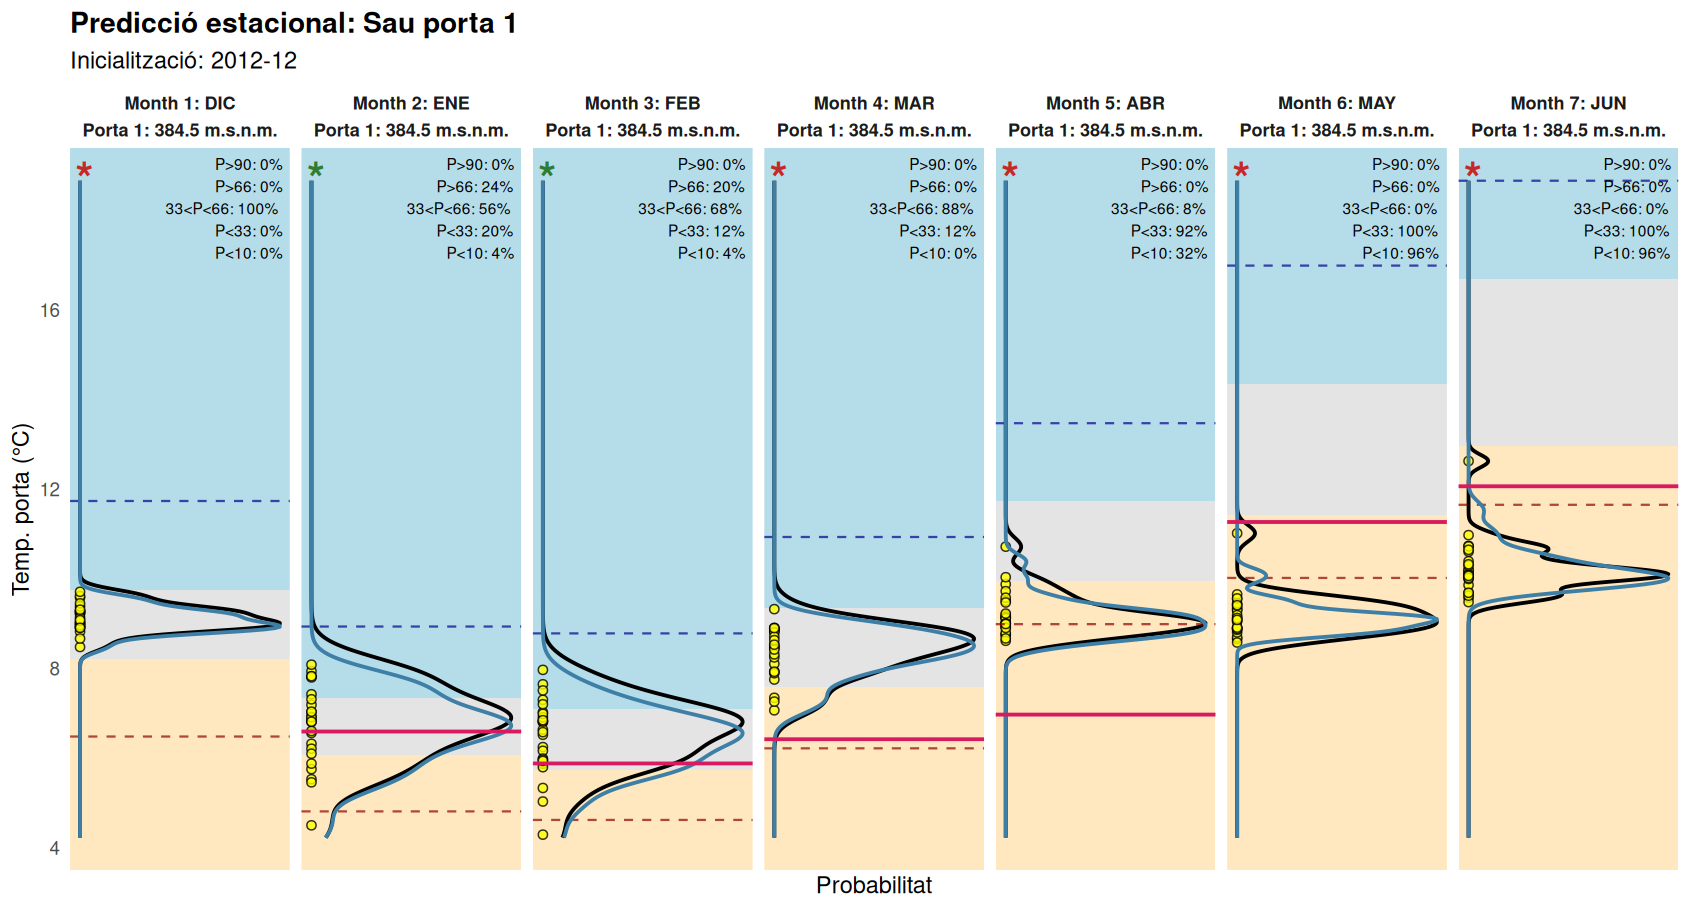 Predicció estacional: Sau porta 1
Inicialització: 2012-12
Month 1: DIC
Porta 1: 384.5 m.s.n.m.
Month 2: ENE
Porta 1: 384.5 m.s.n.m.
Month 3: FEB
Porta 1: 384.5 m.s.n.m.
Month 4: MAR
Porta 1: 384.5 m.s.n.m.
Month 5: ABR
Porta 1: 384.5 m.s.n.m.
Month 6: MAY
Porta 1: 384.5 m.s.n.m.
Month 7: JUN
Porta 1: 384.5 m.s.n.m.
*
P>90: 0%
P>66: 0%
33<P<66: 100%
P<33: 0%
P<10: 0%
*
P>90: 0%
P>66: 24%
33<P<66: 56%
P<33: 20%
P<10: 4%
*
P>90: 0%
P>66: 20%
33<P<66: 68%
P<33: 12%
P<10: 4%
*
P>90: 0%
P>66: 0%
33<P<66: 88%
P<33: 12%
P<10: 0%
*
P>90: 0%
P>66: 0%
33<P<66: 8%
P<33: 92%
P<10: 32%
*
P>90: 0%
P>66: 0%
33<P<66: 0%
P<33: 100%
P<10: 96%
*
P>90: 0%
P>66: 0%
33<P<66: 0%
P<33: 100%
P<10: 96%
Temp. porta (°C)
16
12
8
4
Probabilitat